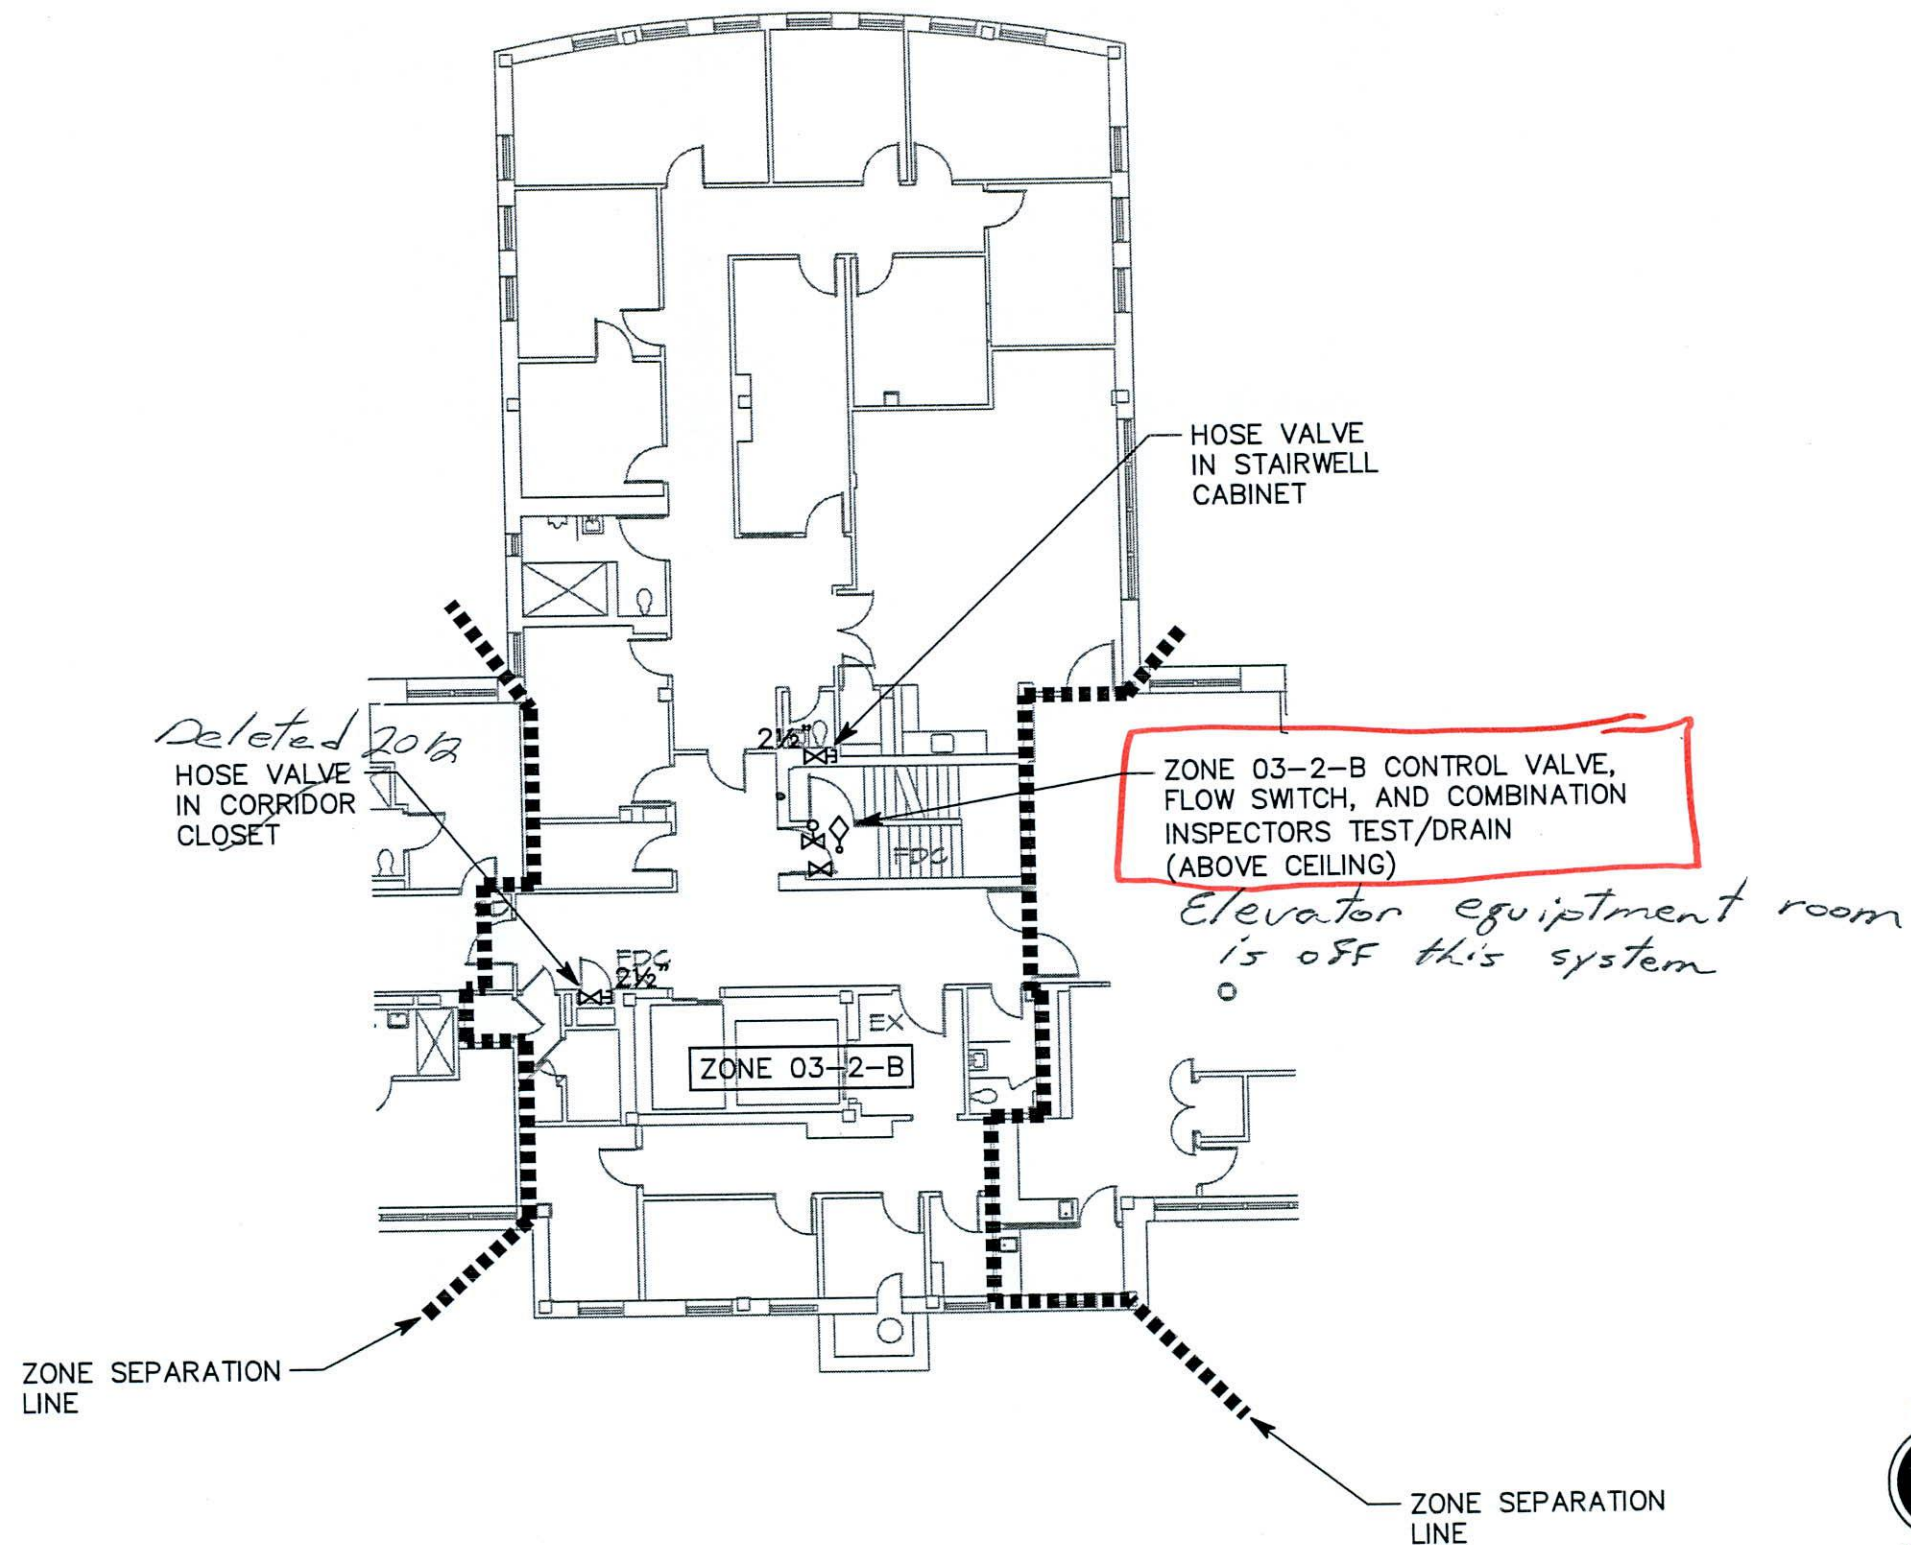 HOSE VALVE
IN STAIRWELL
CABINET
Deleted 2012
HOSE VALVE
IN CORRIDOR
CLOSET
2½"
ZONE 03-2-B CONTROL VALVE,
FLOW SWITCH, AND COMBINATION
INSPECTORS TEST/DRAIN
(ABOVE CEILING)
FDC
Elevator equiptment room
is off this system
FDC
2½"
EX
ZONE 03-2-B
ZONE SEPARATION
LINE
ZONE SEPARATION
LINE